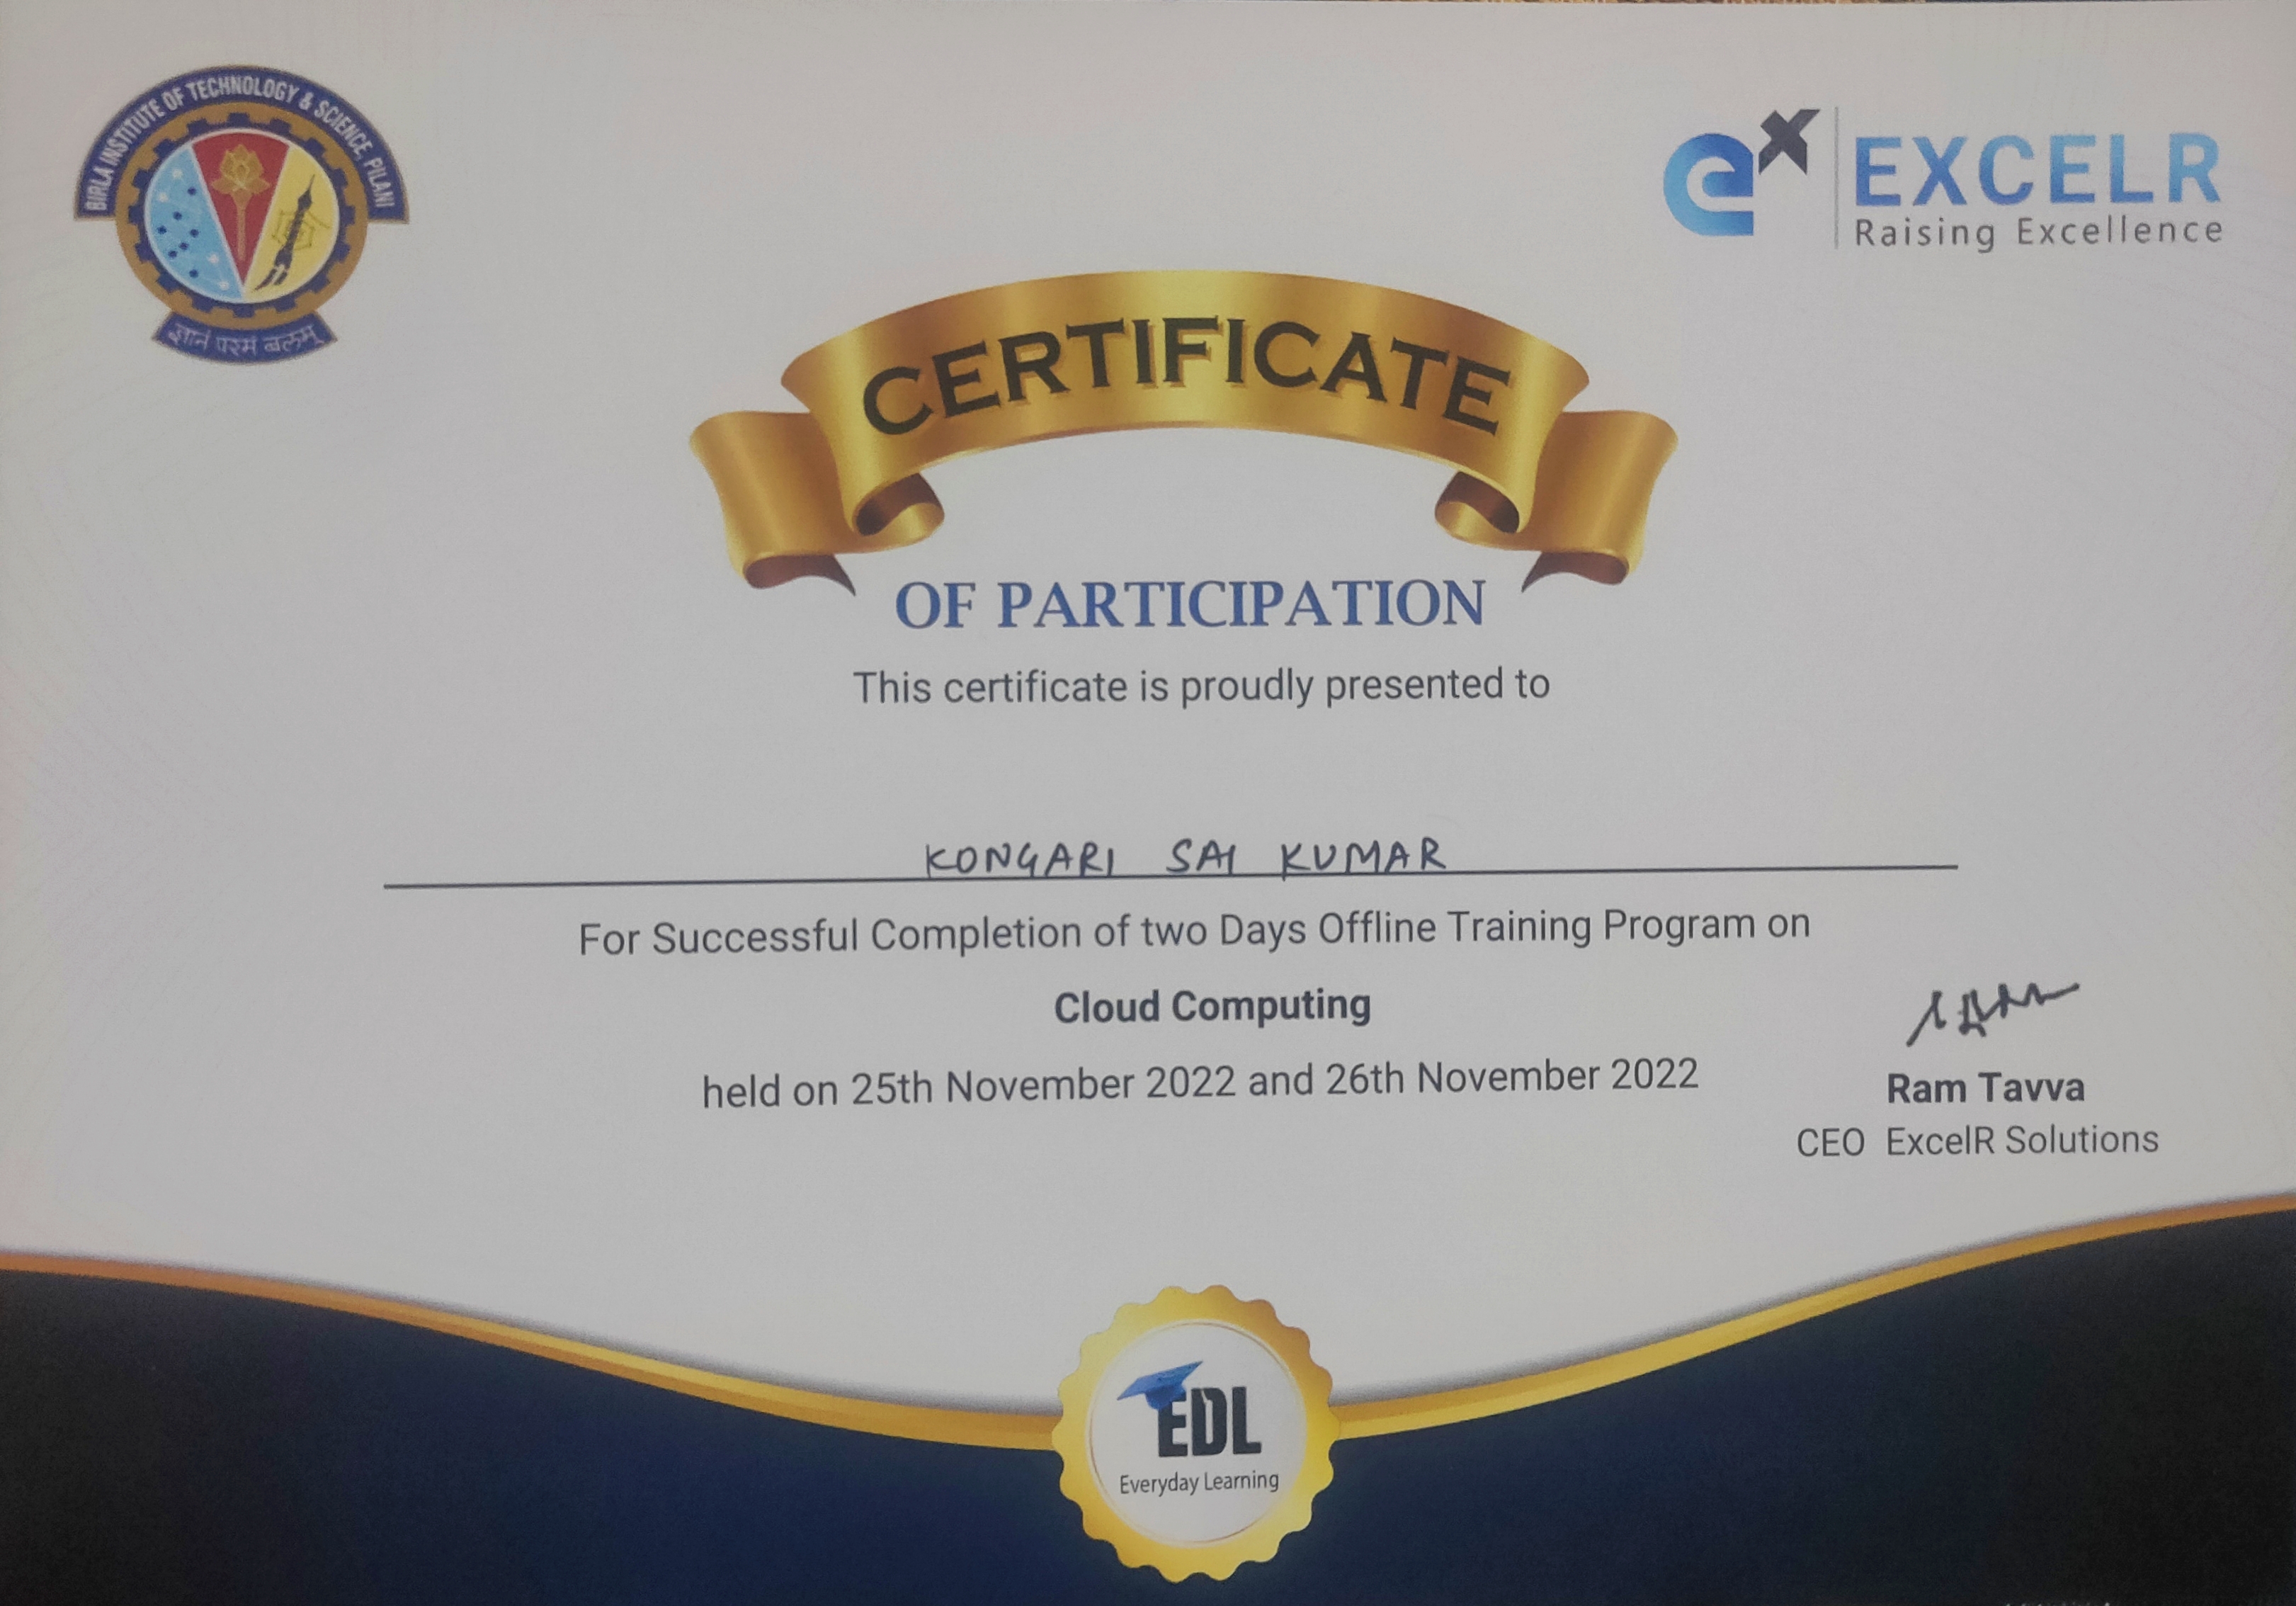 BIRLA INSTITUTE OF TECHNOLOGY & SCIENCE, PILANI
ज्ञानं परमं बलम्
ex
EXCELR
Raising Excellence
CERTIFICATE
OF PARTICIPATION
This certificate is proudly presented to
KONGARI SAI KUMAR
For Successful Completion of two Days Offline Training Program on
Cloud Computing
held on 25th November 2022 and 26th November 2022
Ram Tavva
CEO ExcelR Solutions
EDL
Everyday Learning